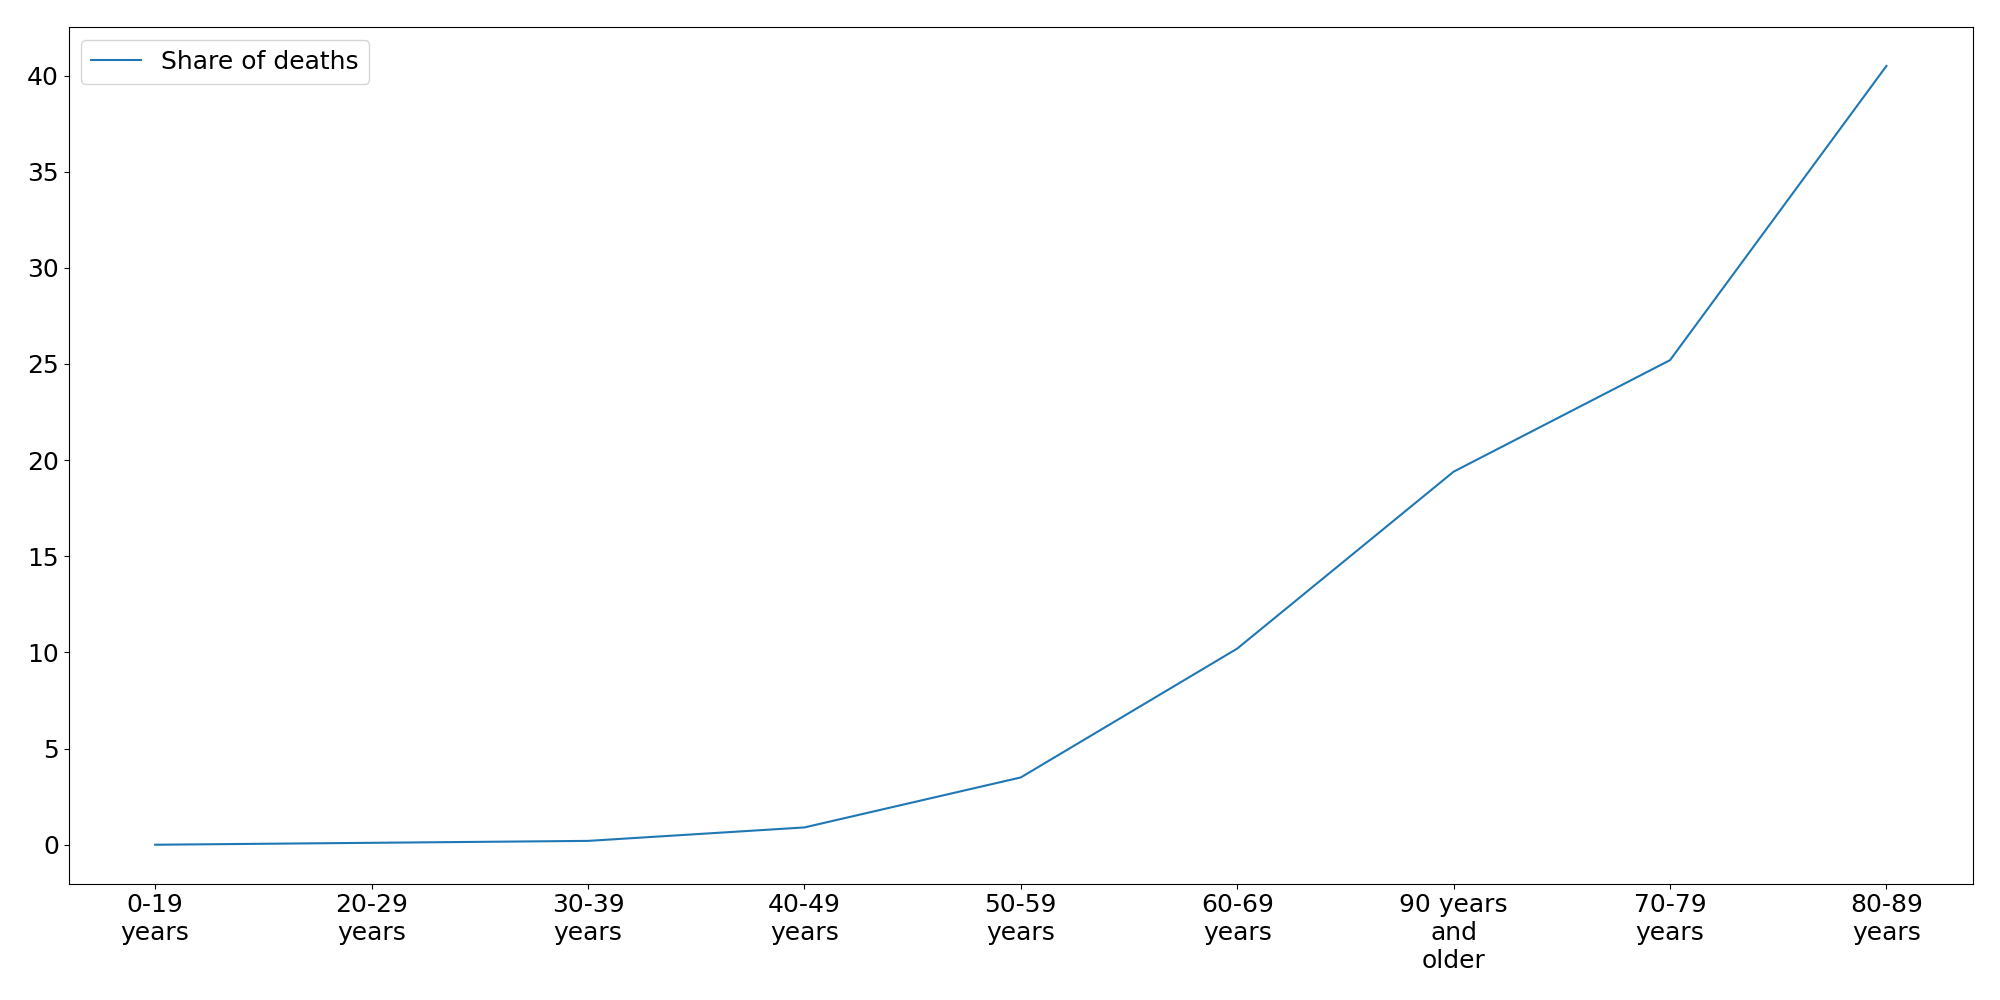 Share of deaths
40
35
30
25
20
15
10
5
0
0-19
years
20-29
years
30-39
years
40-49
years
50-59
years
60-69
years
90 years
and
older
70-79
years
80-89
years